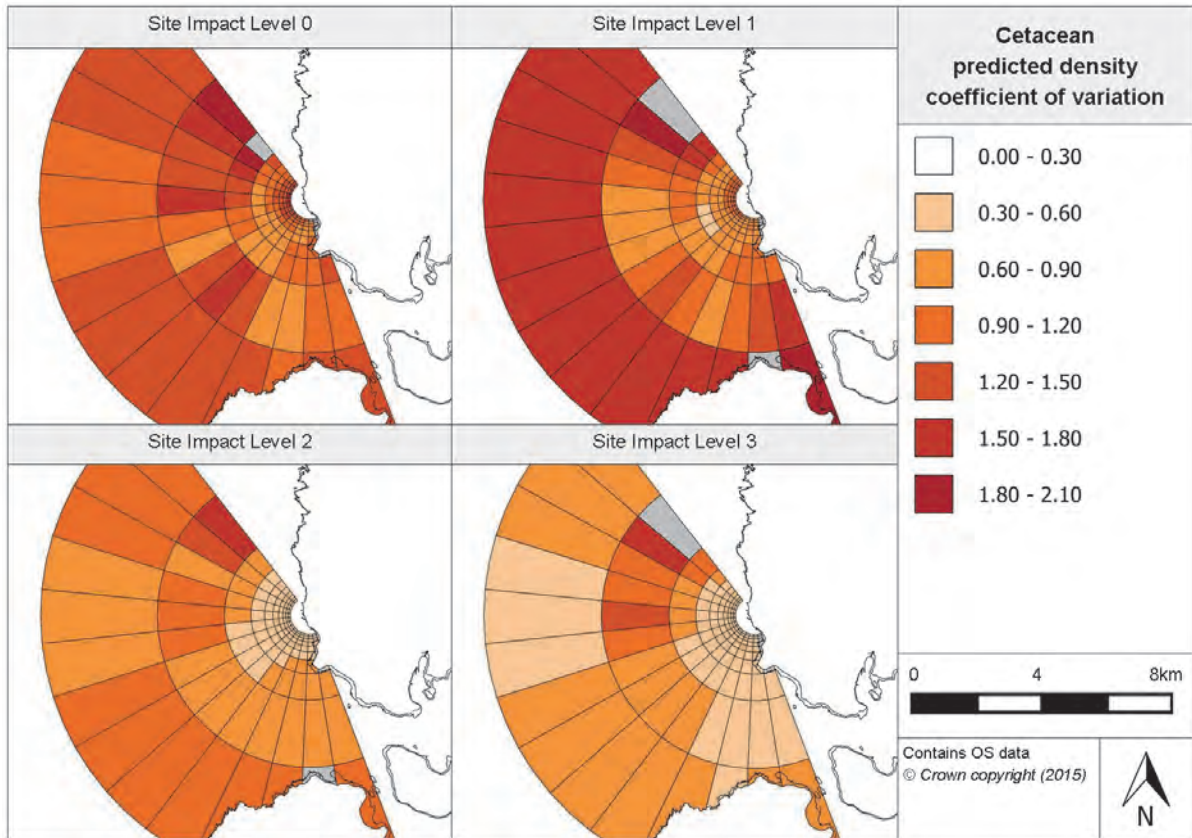 Site Impact Level 0
Site Impact Level 1
Cetacean
predicted density
coefficient of variation
0.00 - 0.30
0.30 - 0.60
0.60 - 0.90
0.90 - 1.20
1.20 - 1.50
1.50 - 1.80
1.80 - 2.10
Site Impact Level 2
Site Impact Level 3
0 4 8km
Contains OS data
© Crown copyright (2015)
N